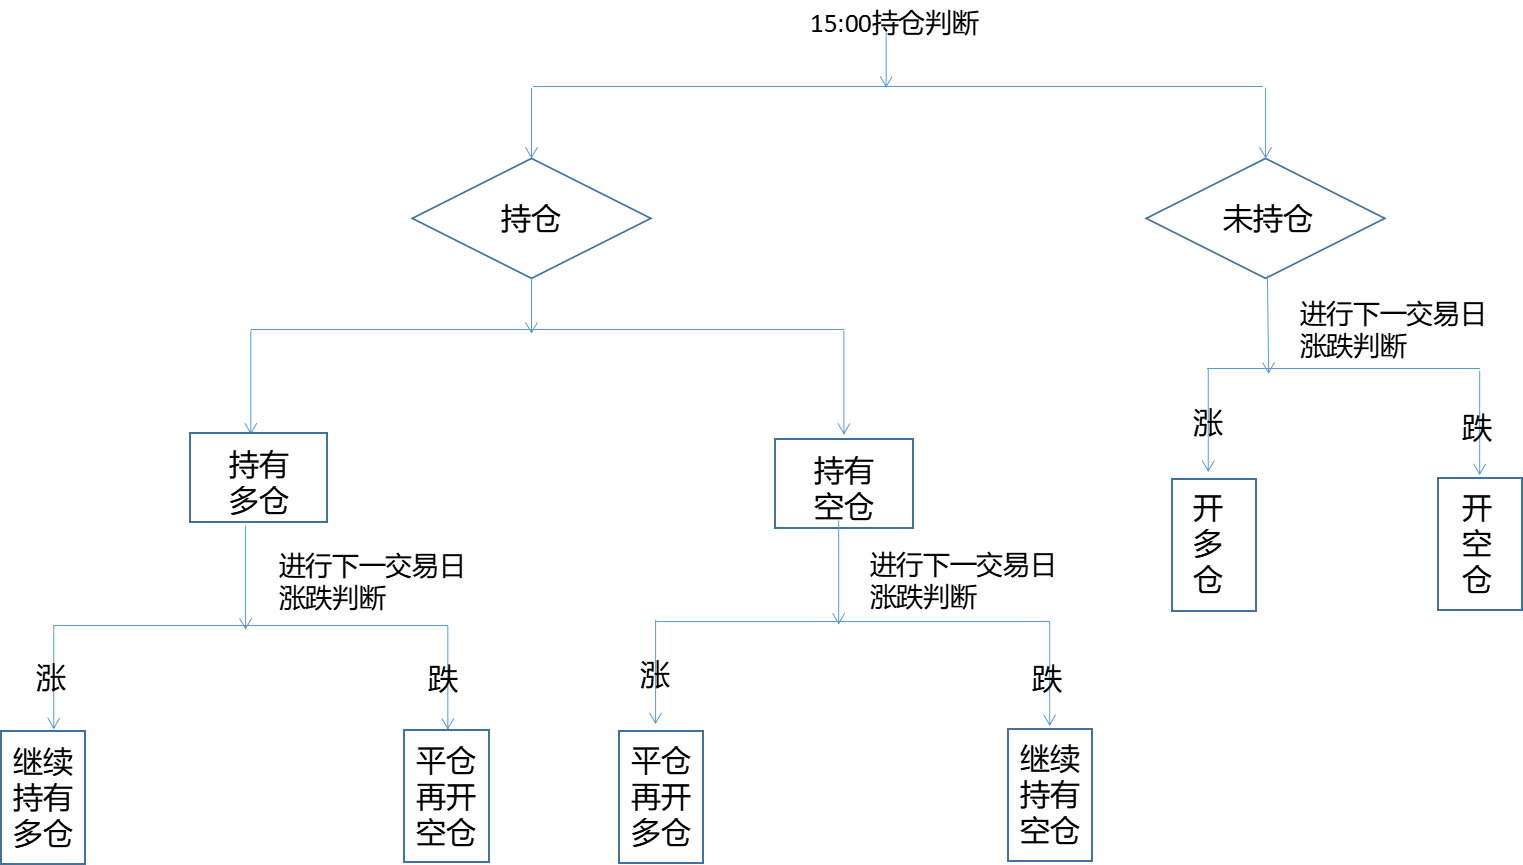 15:00持仓判断
持仓
未持仓
进行下一交易日
涨跌判断
涨
跌
持有
多仓
持有
空仓
开
多
仓
开
空
仓
进行下一交易日
涨跌判断
进行下一交易日
涨跌判断
涨
跌
涨
跌
继续
持有
多仓
平仓
再开
空仓
平仓
再开
多仓
继续
持有
空仓